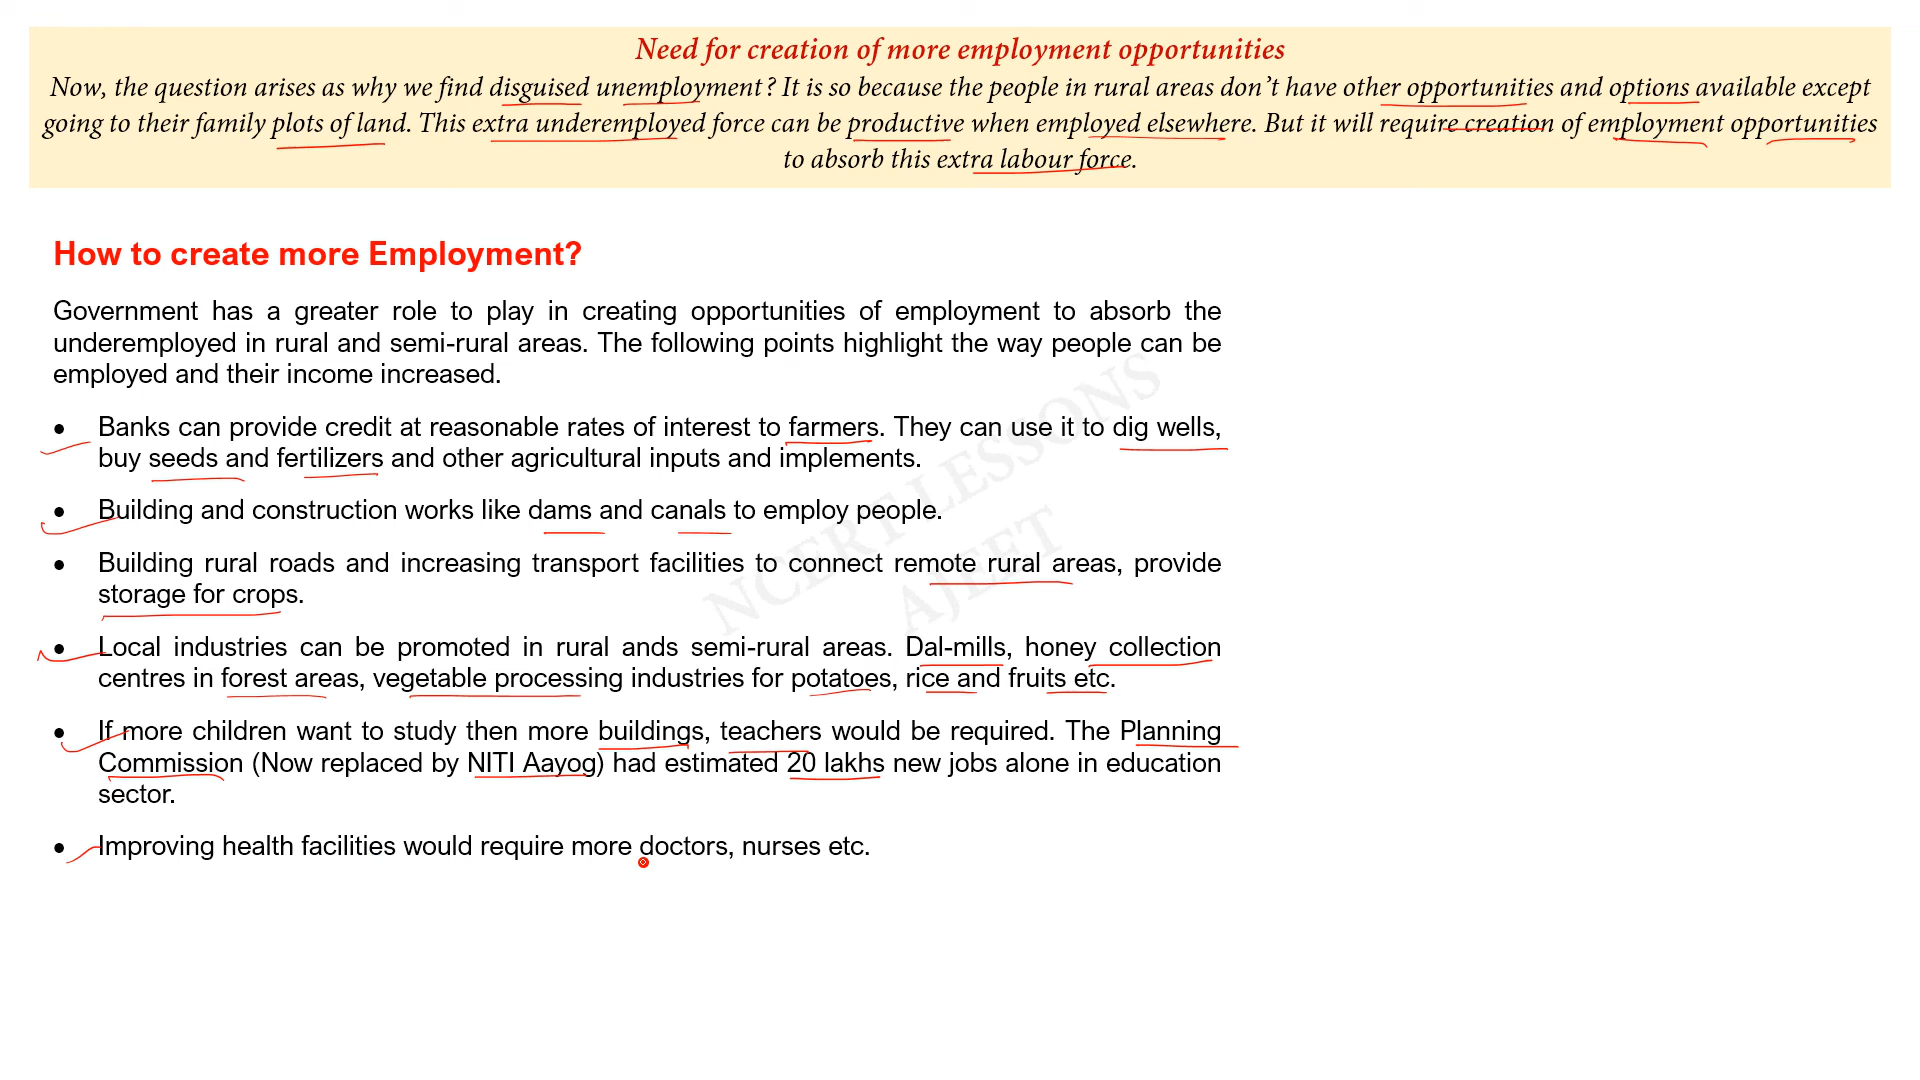 Need for creation of more employment opportunities
Now, the question arises as why we find disguised unemployment? It is so because the people in rural areas don't have other opportunities and options available except
going to their family plots of land. This extra underemployed force can be productive when employed elsewhere. But it will require creation of employment opportunities
to absorb this extra labour force.
How to create more Employment?
Government has a greater role to play in creating opportunities of employment to absorb the
underemployed in rural and semi-rural areas. The following points highlight the way people can be
employed and their income increased.
• Banks can provide credit at reasonable rates of interest to farmers. They can use it to dig wells,
buy seeds and fertilizers and other agricultural inputs and implements.
• Building and construction works like dams and canals to employ people.
• Building rural roads and increasing transport facilities to connect remote rural areas, provide
storage for crops.
• Local industries can be promoted in rural ands semi-rural areas. Dal-mills, honey collection
centres in forest areas, vegetable processing industries for potatoes, rice and fruits etc.
• If more children want to study then more buildings, teachers would be required. The Planning
Commission (Now replaced by NITI Aayog) had estimated 20 lakhs new jobs alone in education
sector.
• Improving health facilities would require more doctors, nurses etc.
NCERT LESSONS
AJEET